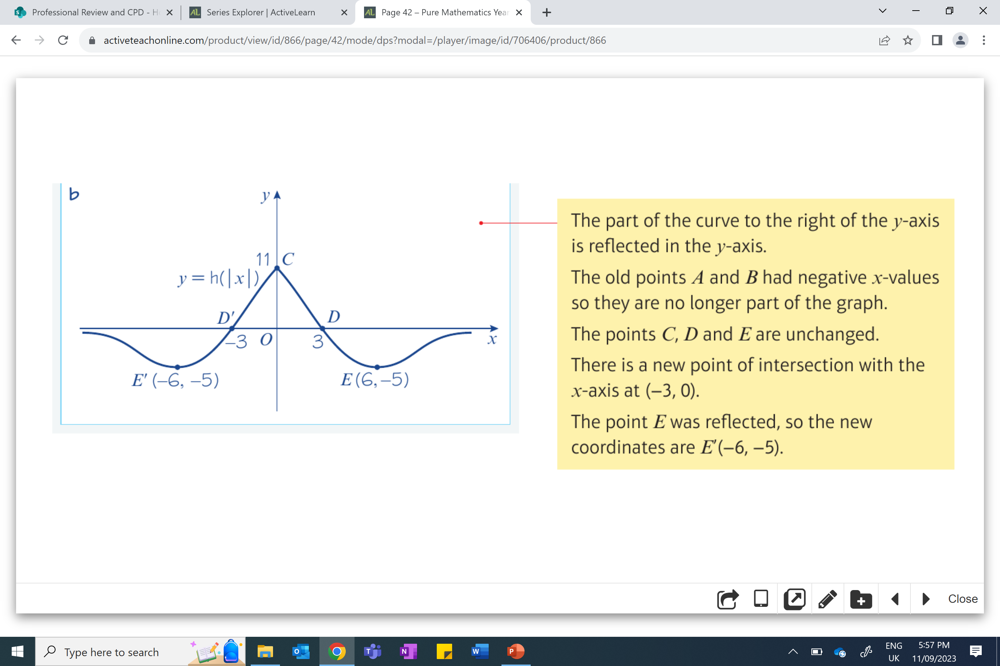 Professional Review and CPD - H
Series Explorer | ActiveLearn
Page 42 – Pure Mathematics Year
activeteachonline.com/product/view/id/866/page/42/mode/dps?modal=/player/image/id/706406/product/866
b
y
11 C
y = h(|x|)
D′ D
–3 O 3 x
E′ (–6, –5) E (6, –5)
The part of the curve to the right of the y-axis
is reflected in the y-axis.
The old points A and B had negative x-values
so they are no longer part of the graph.
The points C, D and E are unchanged.
There is a new point of intersection with the
x-axis at (–3, 0).
The point E was reflected, so the new
coordinates are E′(–6, –5).
Close
Type here to search
ENG
UK
5:57 PM
11/09/2023